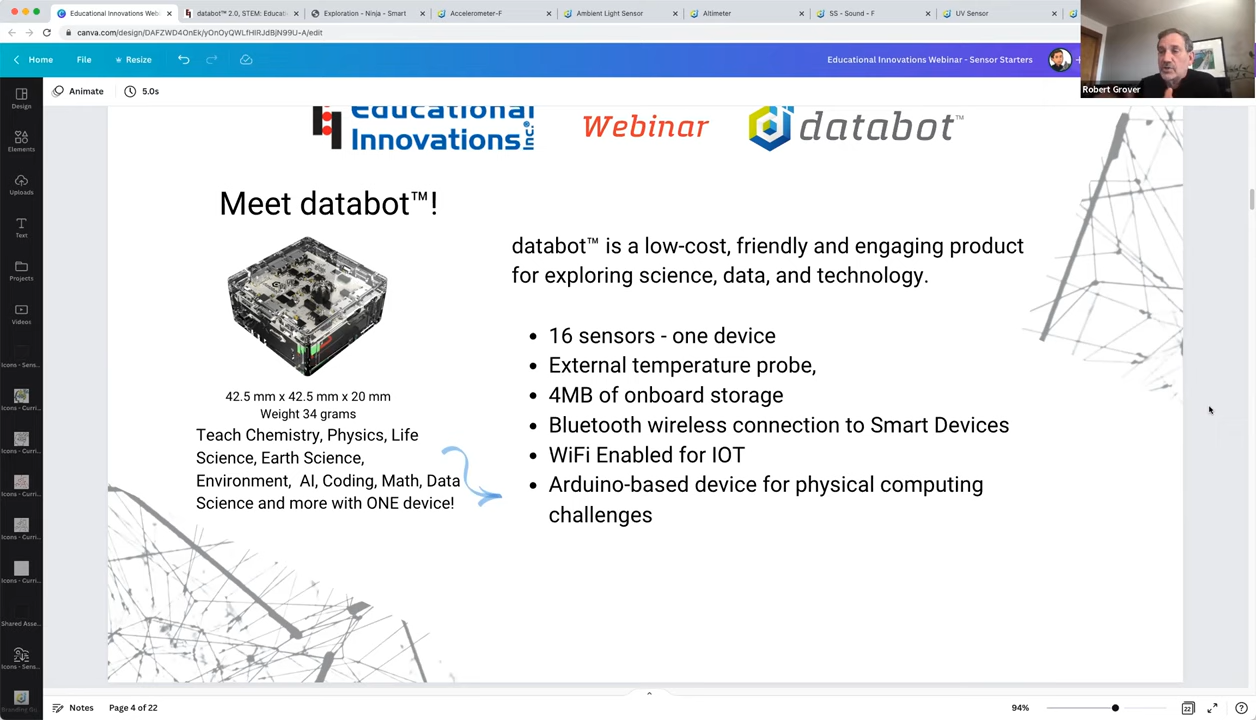 Educational Innovations Web
databot™ 2.0, STEM: Educati
Exploration - Ninja - Smart
Accelerometer-F
Ambient Light Sensor
Altimeter
SS - Sound - F
UV Sensor
canva.com/design/DAFZWD4OnEk/yOnOyQWLfHlRJdBjN99U-A/edit
Home
File
Resize
Educational Innovations Webinar - Sensor Starters
Robert Grover
Design
Elements
Uploads
Text
Projects
Videos
Icons - Sens...
Icons - Curri...
Icons - Curri...
Icons - Curri...
Icons - Curri...
Icons - Curri...
Shared Asse...
Icons - Sens...
Animate
5.0s
Educational
Innovations Inc.®
Webinar
databot™
Meet databot™!
42.5 mm x 42.5 mm x 20 mm
Weight 34 grams
Teach Chemistry, Physics, Life
Science, Earth Science,
Environment, AI, Coding, Math, Data
Science and more with ONE device!
databot™ is a low-cost, friendly and engaging product
for exploring science, data, and technology.
• 16 sensors - one device
• External temperature probe,
• 4MB of onboard storage
• Bluetooth wireless connection to Smart Devices
• WiFi Enabled for IOT
• Arduino-based device for physical computing
challenges
Notes
Page 4 of 22
94%
22